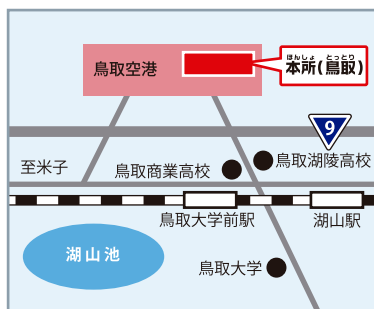 鳥取空港
ほんしょ とっとり
本所(鳥取)
9
至米子
鳥取商業高校
鳥取湖陵高校
鳥取大学前駅
湖山駅
湖山池
鳥取大学